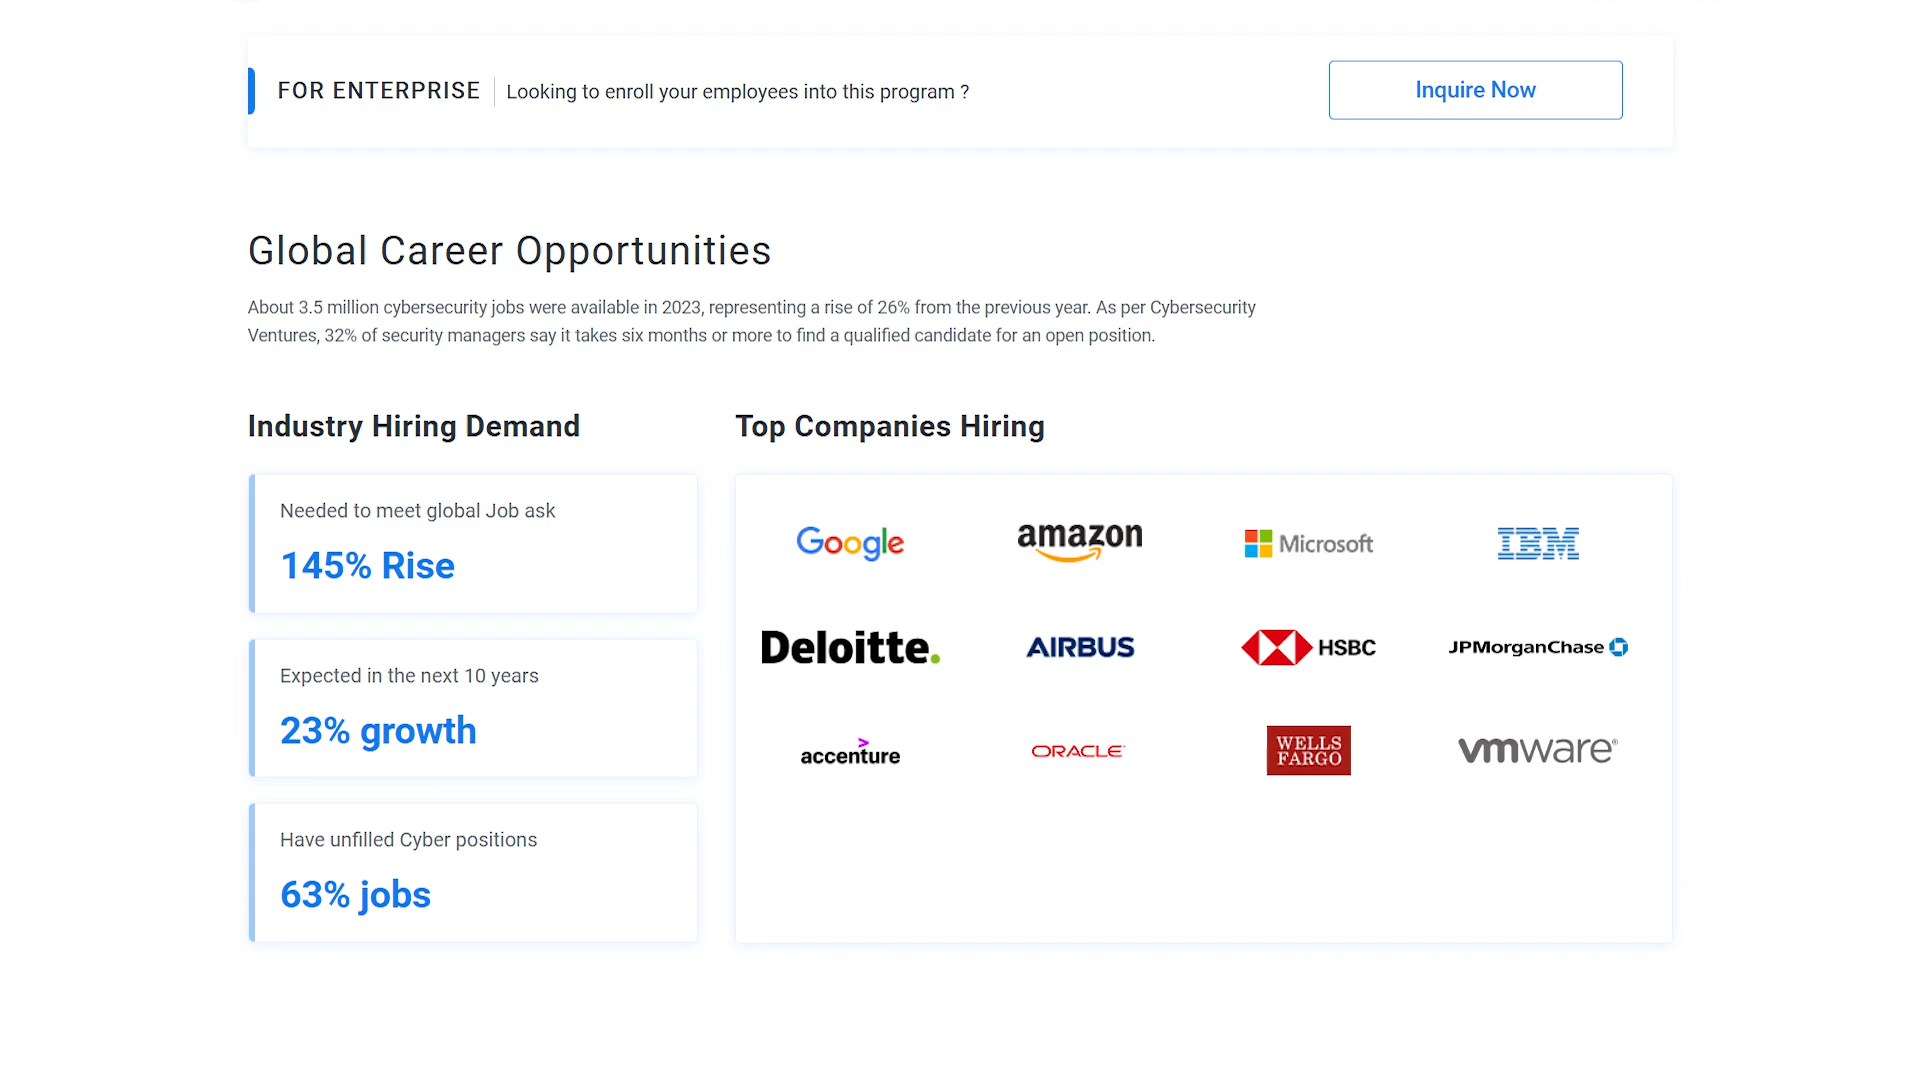 FOR ENTERPRISE Looking to enroll your employees into this program ?
Inquire Now
Global Career Opportunities
About 3.5 million cybersecurity jobs were available in 2023, representing a rise of 26% from the previous year. As per Cybersecurity
Ventures, 32% of security managers say it takes six months or more to find a qualified candidate for an open position.
Industry Hiring Demand
Needed to meet global Job ask
145% Rise
Expected in the next 10 years
23% growth
Have unfilled Cyber positions
63% jobs
Top Companies Hiring
Google
amazon
Microsoft
IBM
Deloitte.
AIRBUS
HSBC
JPMorganChase
accenture
ORACLE
WELLS
FARGO
vmware